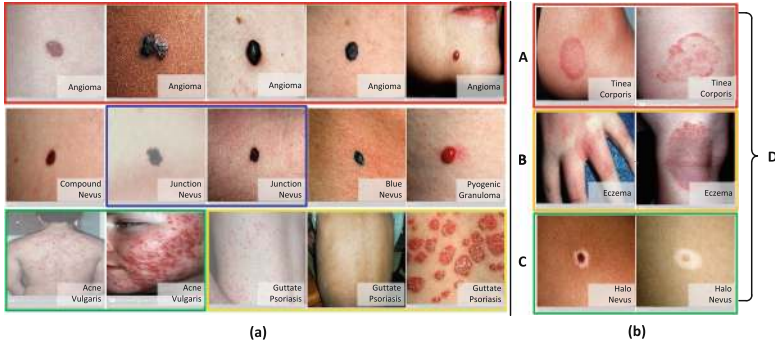 Angioma
Angioma
Angioma
Angioma
Angioma
Compound
Nevus
Junction
Nevus
Junction
Nevus
Blue
Nevus
Pyogenic
Granuloma
Acne
Vulgaris
Acne
Vulgaris
Guttate
Psoriasis
Guttate
Psoriasis
Guttate
Psoriasis
(a)
A
Tinea
Corporis
Tinea
Corporis
B
Eczema
Eczema
C
Halo
Nevus
Halo
Nevus
D
(b)